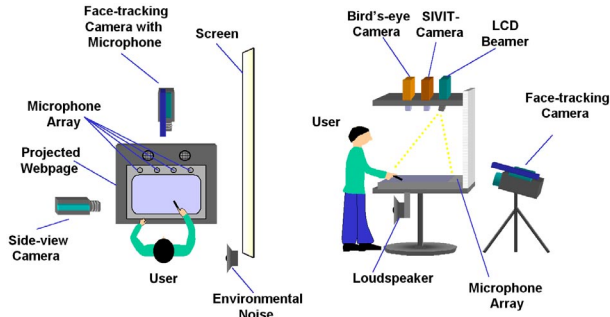 Face-tracking
Camera with
Microphone
Screen
Microphone
Array
Projected
Webpage
Side-view
Camera
User
Environmental
Noise
Bird's-eye
Camera
SIVIT-
Camera
LCD
Beamer
User
Face-tracking
Camera
Loudspeaker
Microphone
Array